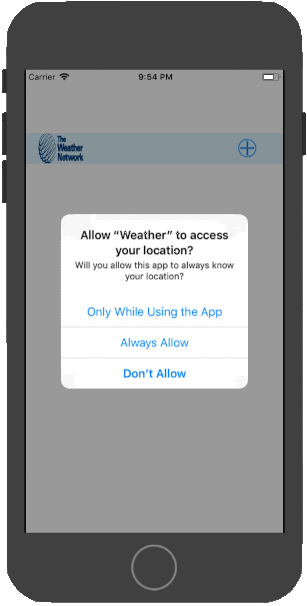 Carrier 9:54 PM
The
Weather
Network
Allow “Weather” to access
your location?
Will you allow this app to always know
your location?
Only While Using the App
Always Allow
Don’t Allow